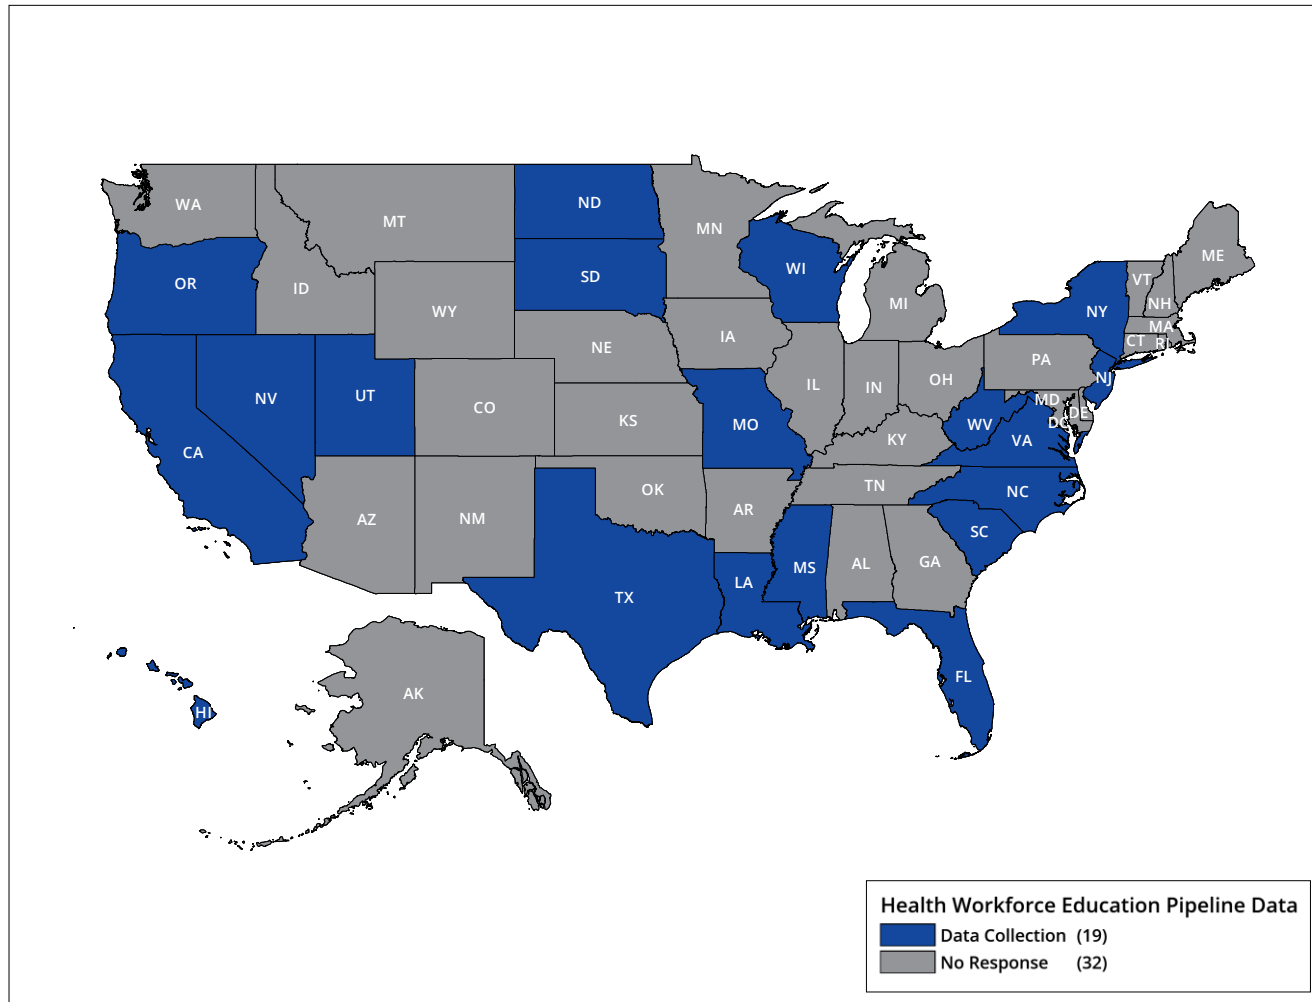 WA
MT
ND
MN
ME
OR
ID
SD
WI
VT
NH
WY
MI
NY
MA
CT
RI
IA
NE
PA
NV
UT
CO
IL
IN
OH
NJ
MD
DE
DC
CA
KS
MO
WV
VA
KY
AZ
NM
OK
AR
TN
NC
SC
TX
LA
MS
AL
GA
FL
AK
HI
Health Workforce Education Pipeline Data
Data Collection (19)
No Response (32)